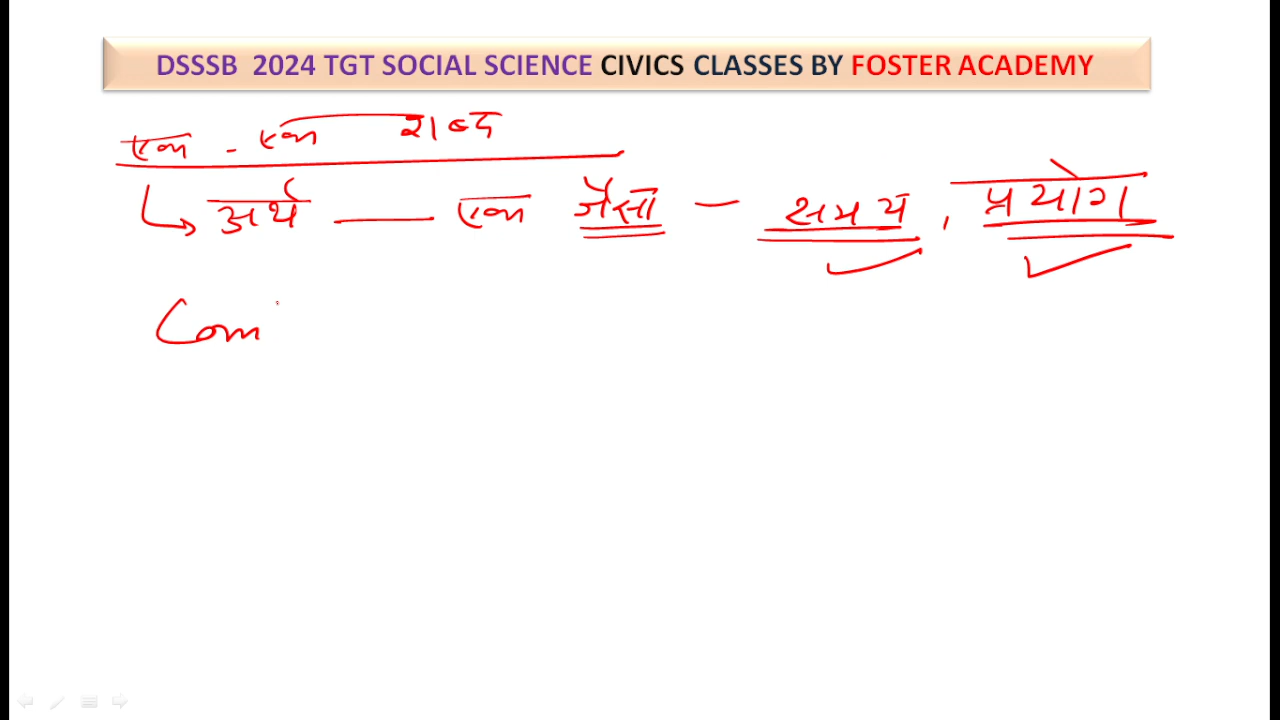 DSSSB 2024 TGT SOCIAL SCIENCE CIVICS CLASSES BY FOSTER ACADEMY
एक - एक शब्द
अर्थ — एक जैसा - समय, प्रयोग
Com